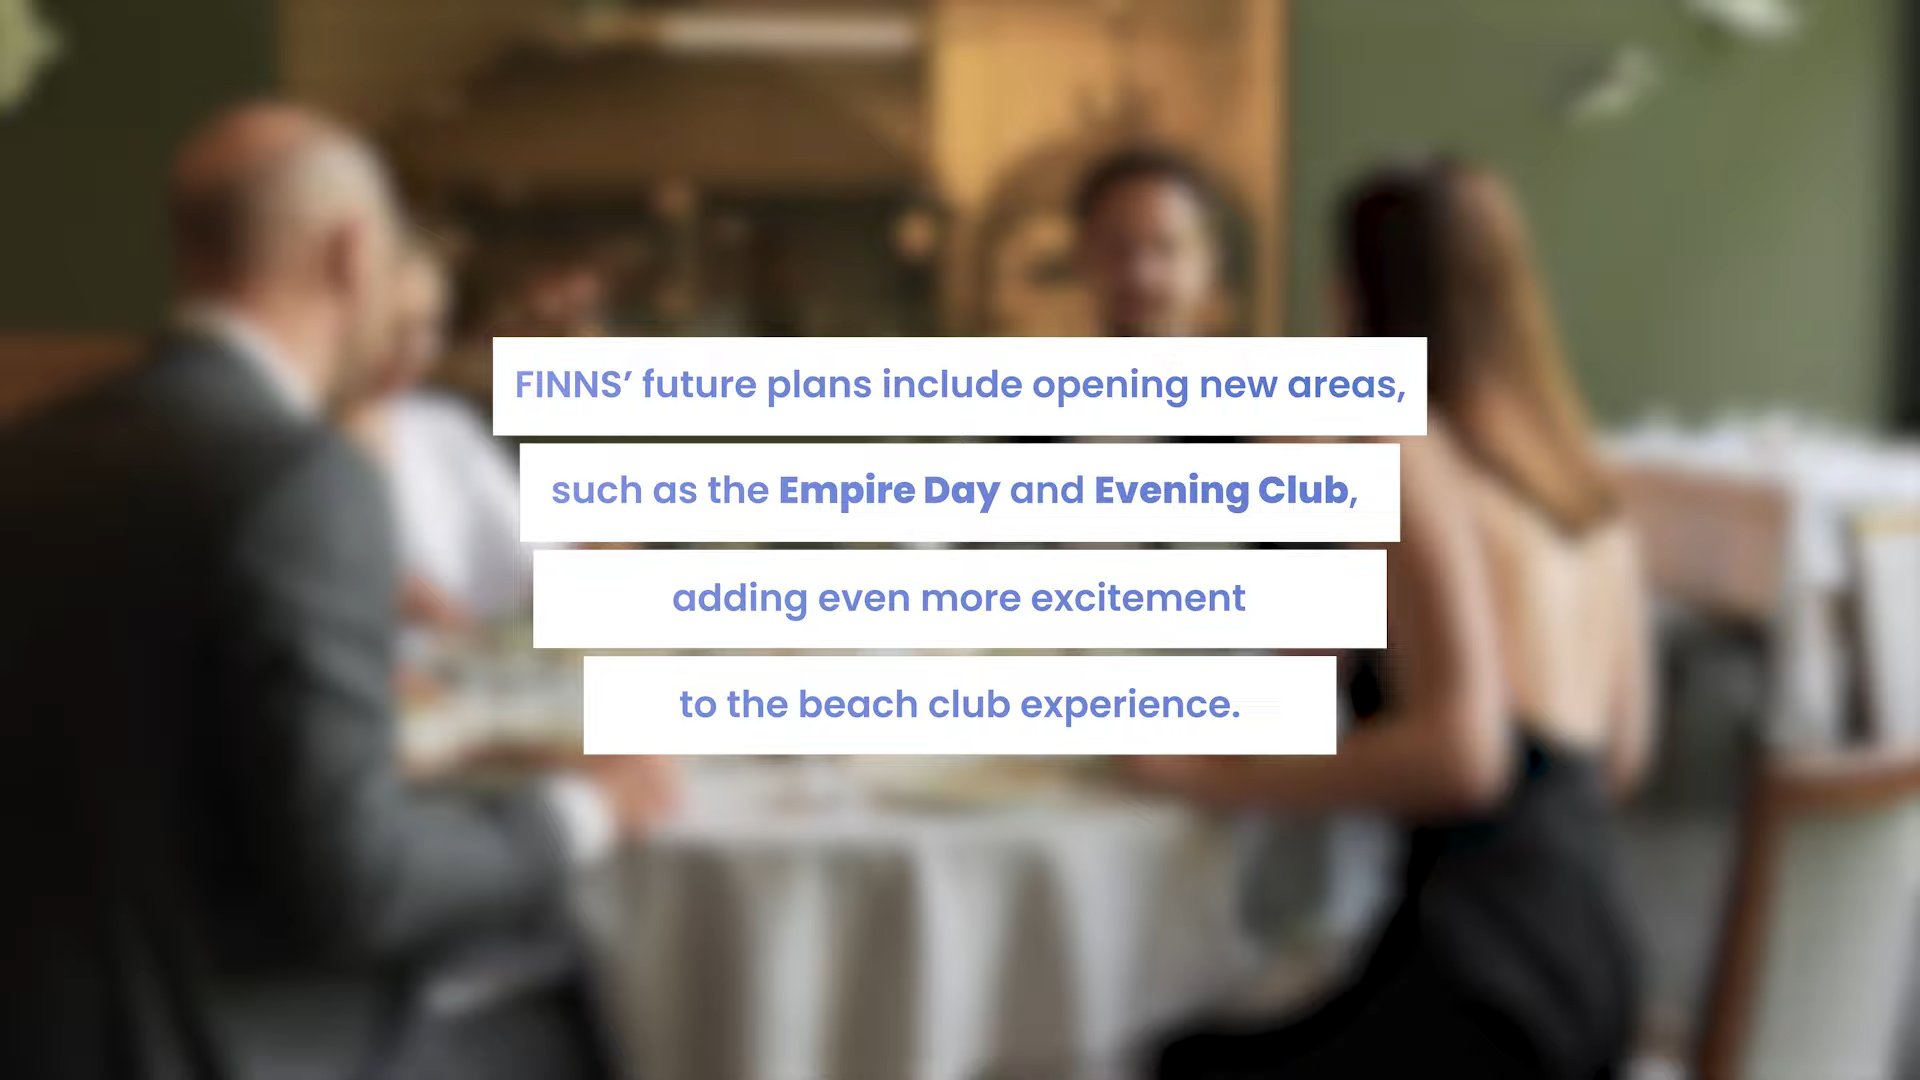 FINNS’ future plans include opening new areas,
such as the Empire Day and Evening Club,
adding even more excitement
to the beach club experience.